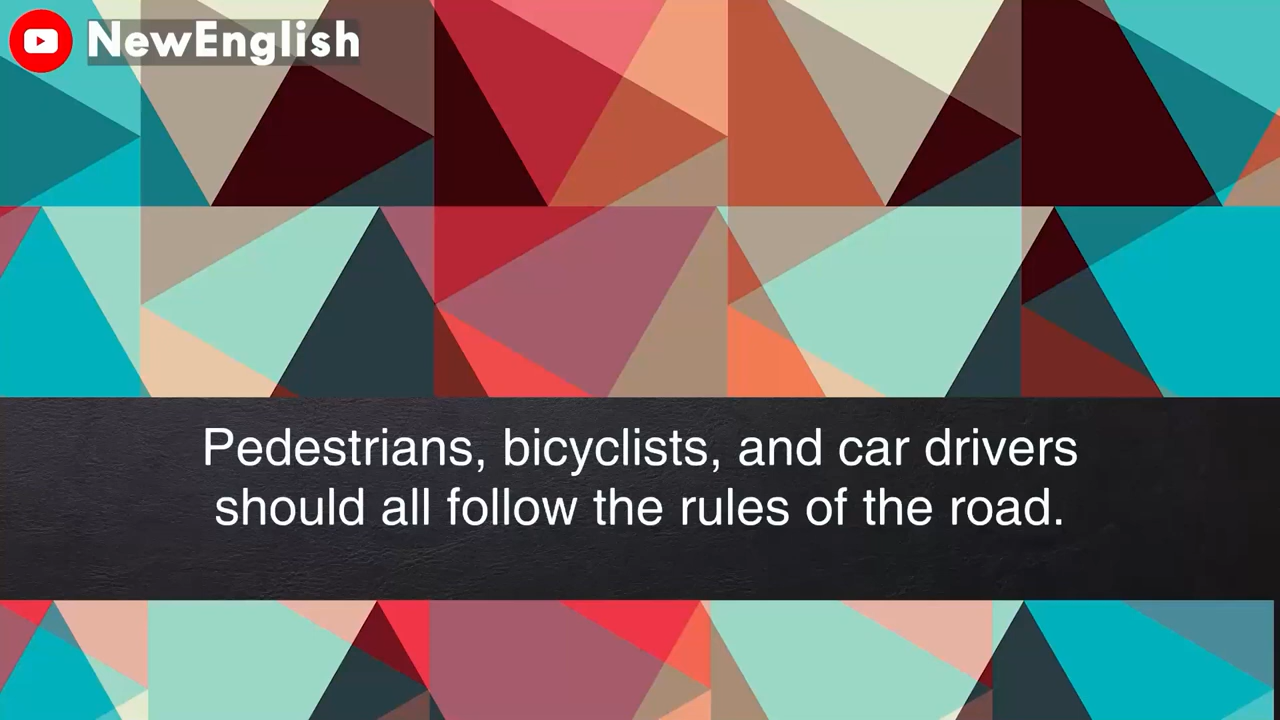 NewEnglish
Pedestrians, bicyclists, and car drivers
should all follow the rules of the road.